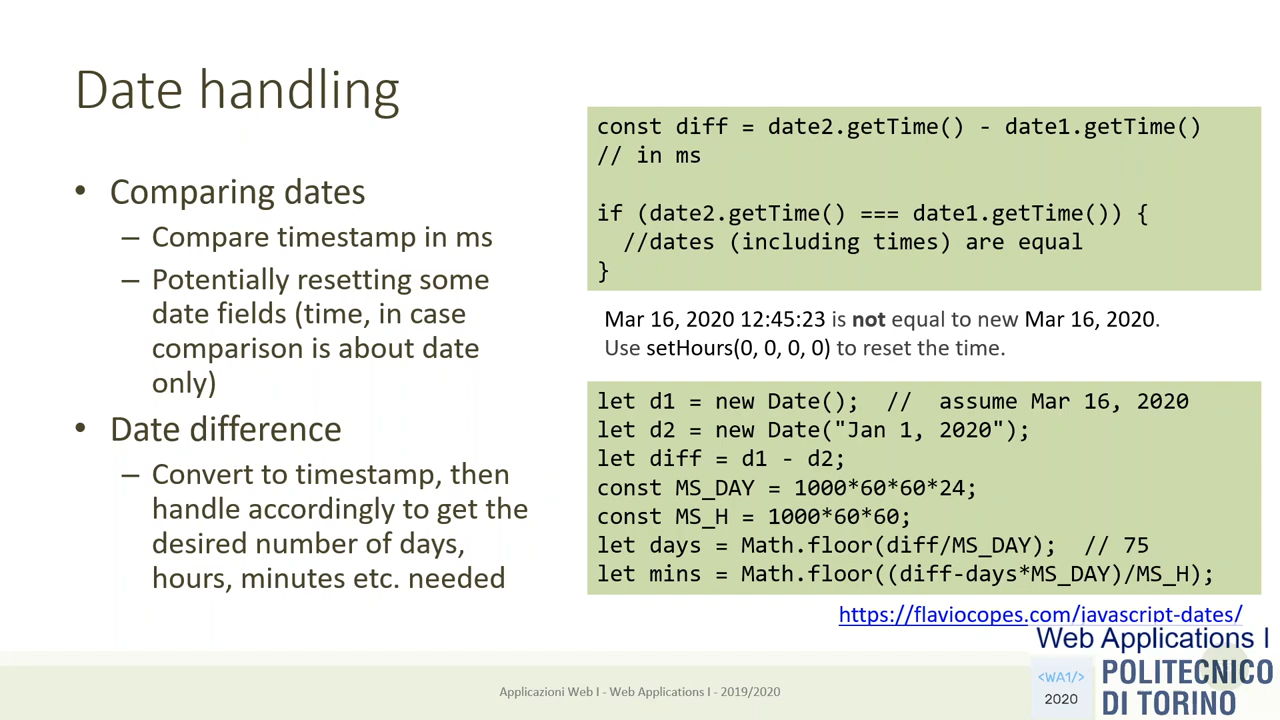 Date handling
• Comparing dates
– Compare timestamp in ms
– Potentially resetting some
date fields (time, in case
comparison is about date
only)
• Date difference
– Convert to timestamp, then
handle accordingly to get the
desired number of days,
hours, minutes etc. needed
const diff = date2.getTime() - date1.getTime()
// in ms
if (date2.getTime() === date1.getTime()) {
//dates (including times) are equal
}
Mar 16, 2020 12:45:23 is not equal to new Mar 16, 2020.
Use setHours(0, 0, 0, 0) to reset the time.
let d1 = new Date(); // assume Mar 16, 2020
let d2 = new Date("Jan 1, 2020");
let diff = d1 - d2;
const MS_DAY = 1000*60*60*24;
const MS_H = 1000*60*60;
let days = Math.floor(diff/MS_DAY); // 75
let mins = Math.floor((diff-days*MS_DAY)/MS_H);
https://flaviocopes.com/javascript-dates/
Web Applications I
<WA1/>
2020
POLITECNICO
DI TORINO
Applicazioni Web I - Web Applications I - 2019/2020